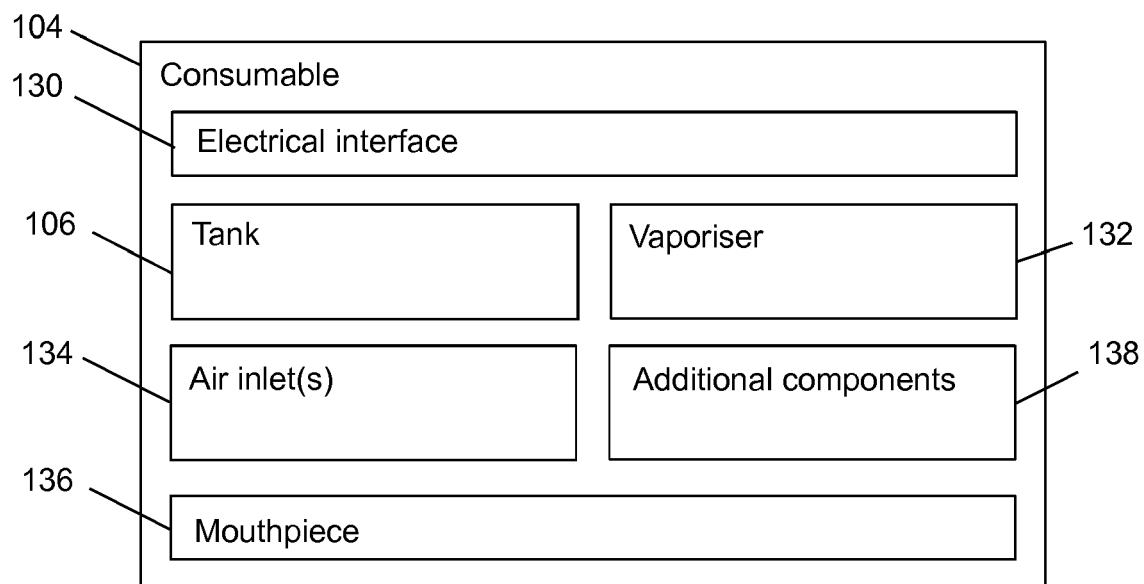 104
Consumable
130
Electrical interface
106
Tank
Vaporiser
132
134
Air inlet(s)
Additional components
138
136
Mouthpiece